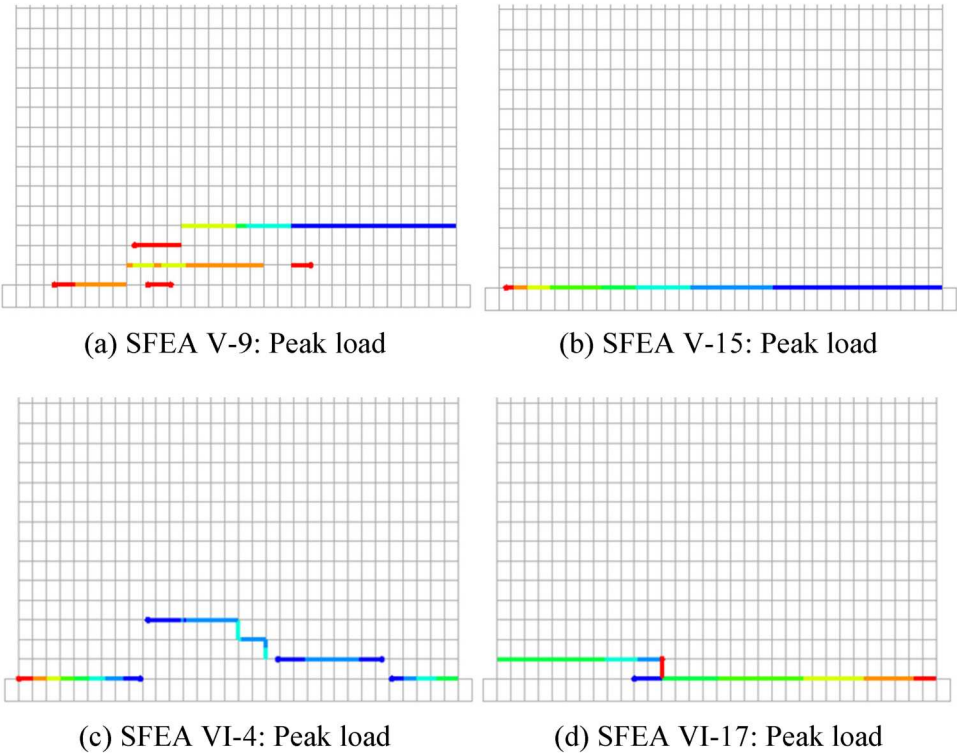 (a) SFEA V-9: Peak load
(b) SFEA V-15: Peak load
(c) SFEA VI-4: Peak load
(d) SFEA VI-17: Peak load